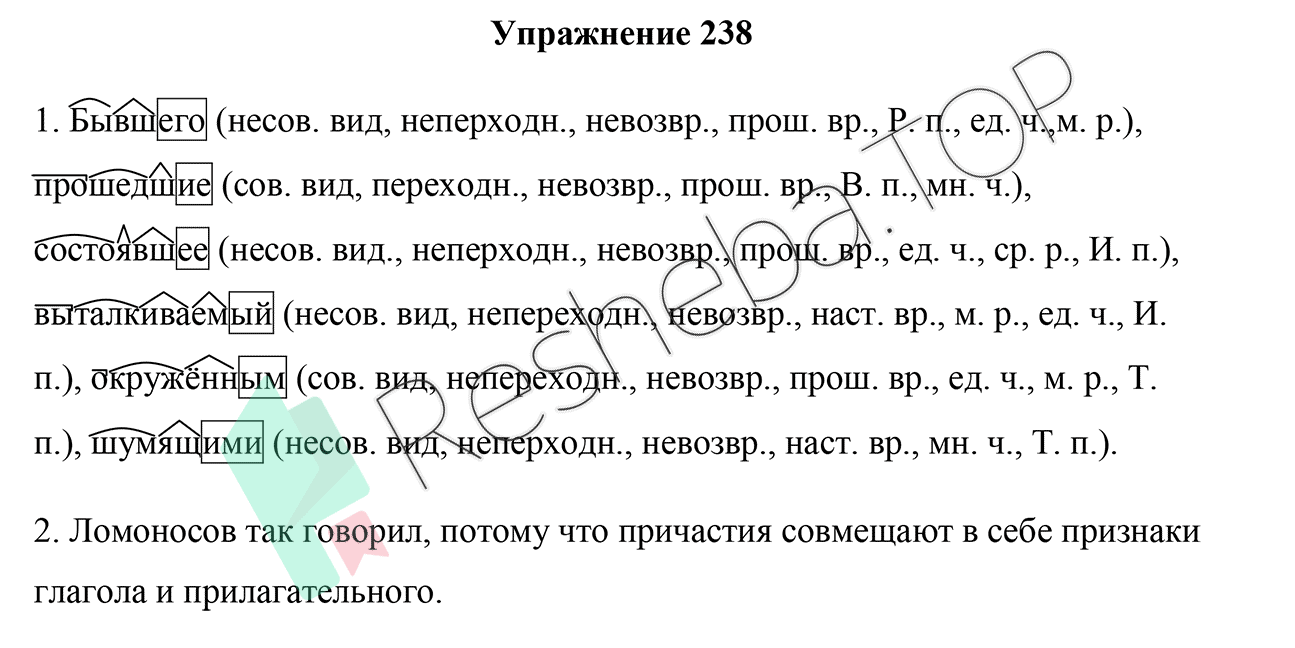 Упражнение 238
1. Бывшего (несов. вид, неперходн., невозвр., прош. вр., Р. п., ед. ч.,м. р.),
прошедшие (сов. вид, переходн., невозвр., прош. вр., В. п., мн. ч.),
состоявшее (несов. вид., неперходн., невозвр., прош. вр., ед. ч., ср. р., И. п.),
выталкиваемый (несов. вид, непереходн., невозвр., наст. вр., м. р., ед. ч., И.
п.), окружённым (сов. вид, непереходн., невозвр., прош. вр., ед. ч., м. р., Т.
п.), шумящими (несов. вид, неперходн., невозвр., наст. вр., мн. ч., Т. п.).
2. Ломоносов так говорил, потому что причастия совмещают в себе признаки
глагола и прилагательного.
Resheba.TOP